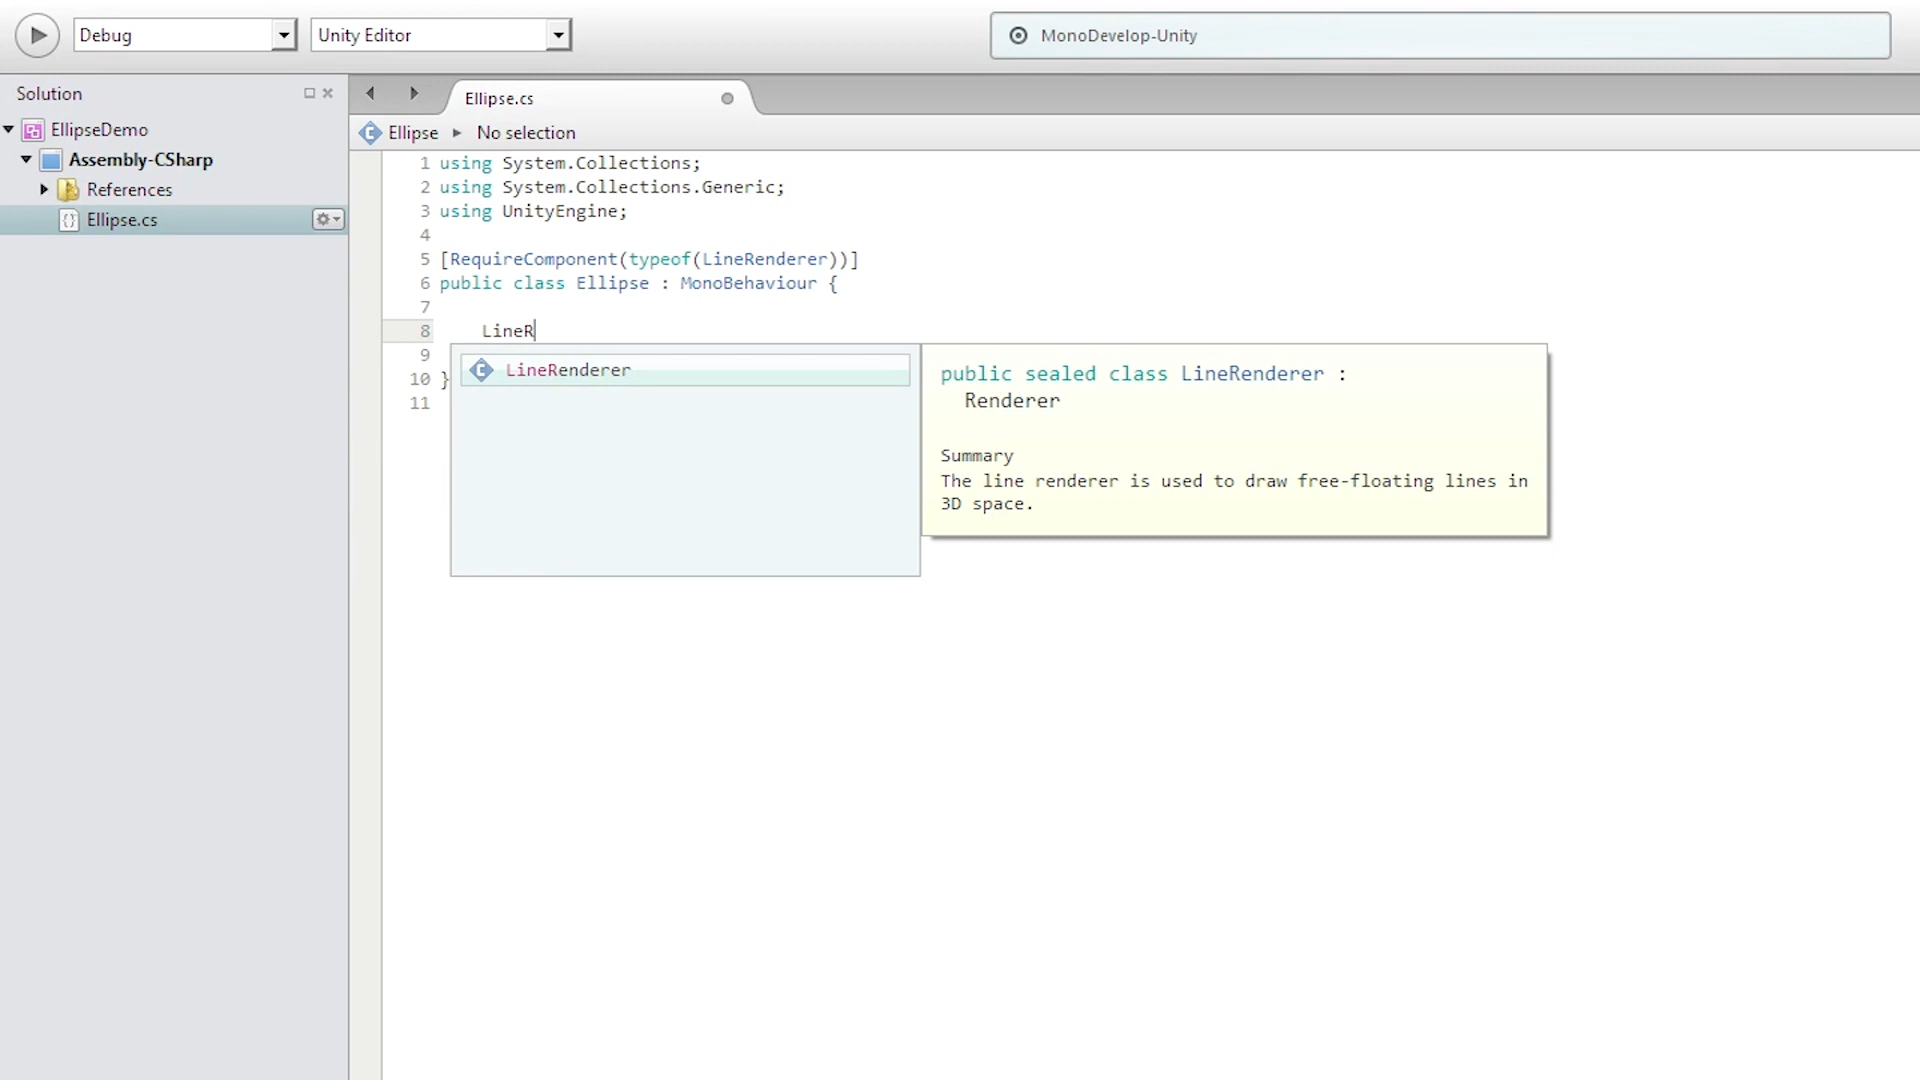 Debug
Unity Editor
MonoDevelop-Unity
Solution
Ellipse.cs
EllipseDemo
Ellipse
No selection
Assembly-CSharp
References
Ellipse.cs
1 using System.Collections;
2 using System.Collections.Generic;
3 using UnityEngine;
4
5 [RequireComponent(typeof(LineRenderer))]
6 public class Ellipse : MonoBehaviour {
7
8 LineR
9
10 }
11
LineRenderer
public sealed class LineRenderer :
Renderer
Summary
The line renderer is used to draw free-floating lines in
3D space.